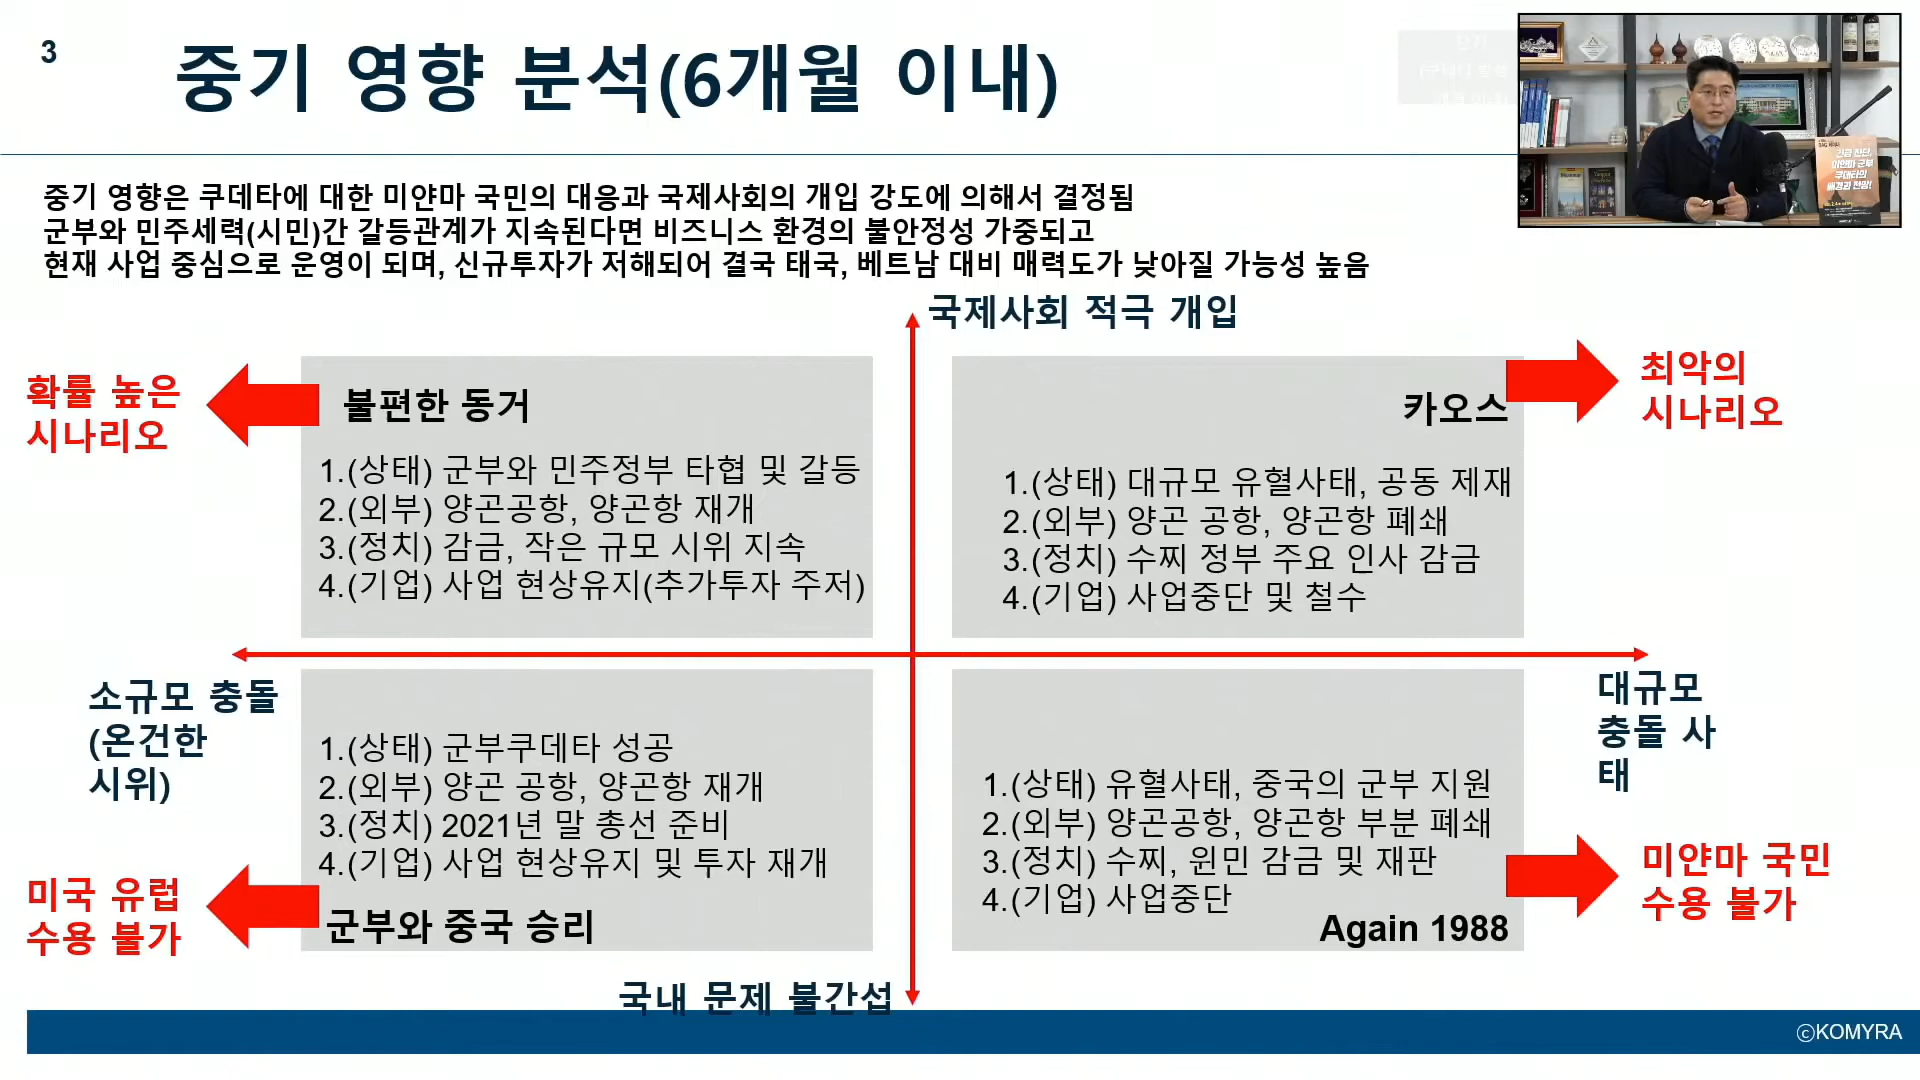 3
중기 영향 분석(6개월 이내)
중기 영향은 쿠데타에 대한 미얀마 국민의 대응과 국제사회의 개입 강도에 의해서 결정됨
군부와 민주세력(시민)간 갈등관계가 지속된다면 비즈니스 환경의 불안정성 가중되고
현재 사업 중심으로 운영이 되며, 신규투자가 저해되어 결국 태국, 베트남 대비 매력도가 낮아질 가능성 높음
긴급 진단,
미얀마 군부
쿠데타의
배경과 전망!
국제사회 적극 개입
확률 높은
시나리오
불편한 동거
1.(상태) 군부와 민주정부 타협 및 갈등
2.(외부) 양곤공항, 양곤항 재개
3.(정치) 감금, 작은 규모 시위 지속
4.(기업) 사업 현상유지(추가투자 주저)
카오스
1.(상태) 대규모 유혈사태, 공동 제재
2.(외부) 양곤 공항, 양곤항 폐쇄
3.(정치) 수찌 정부 주요 인사 감금
4.(기업) 사업중단 및 철수
최악의
시나리오
소규모 충돌
(온건한
시위)
대규모
충돌 사
태
1.(상태) 군부쿠데타 성공
2.(외부) 양곤 공항, 양곤항 재개
3.(정치) 2021년 말 총선 준비
4.(기업) 사업 현상유지 및 투자 재개
군부와 중국 승리
미국 유럽
수용 불가
1.(상태) 유혈사태, 중국의 군부 지원
2.(외부) 양곤공항, 양곤항 부분 폐쇄
3.(정치) 수찌, 윈민 감금 및 재판
4.(기업) 사업중단
Again 1988
미얀마 국민
수용 불가
국내 문제 불간섭
ⓒKOMYRA